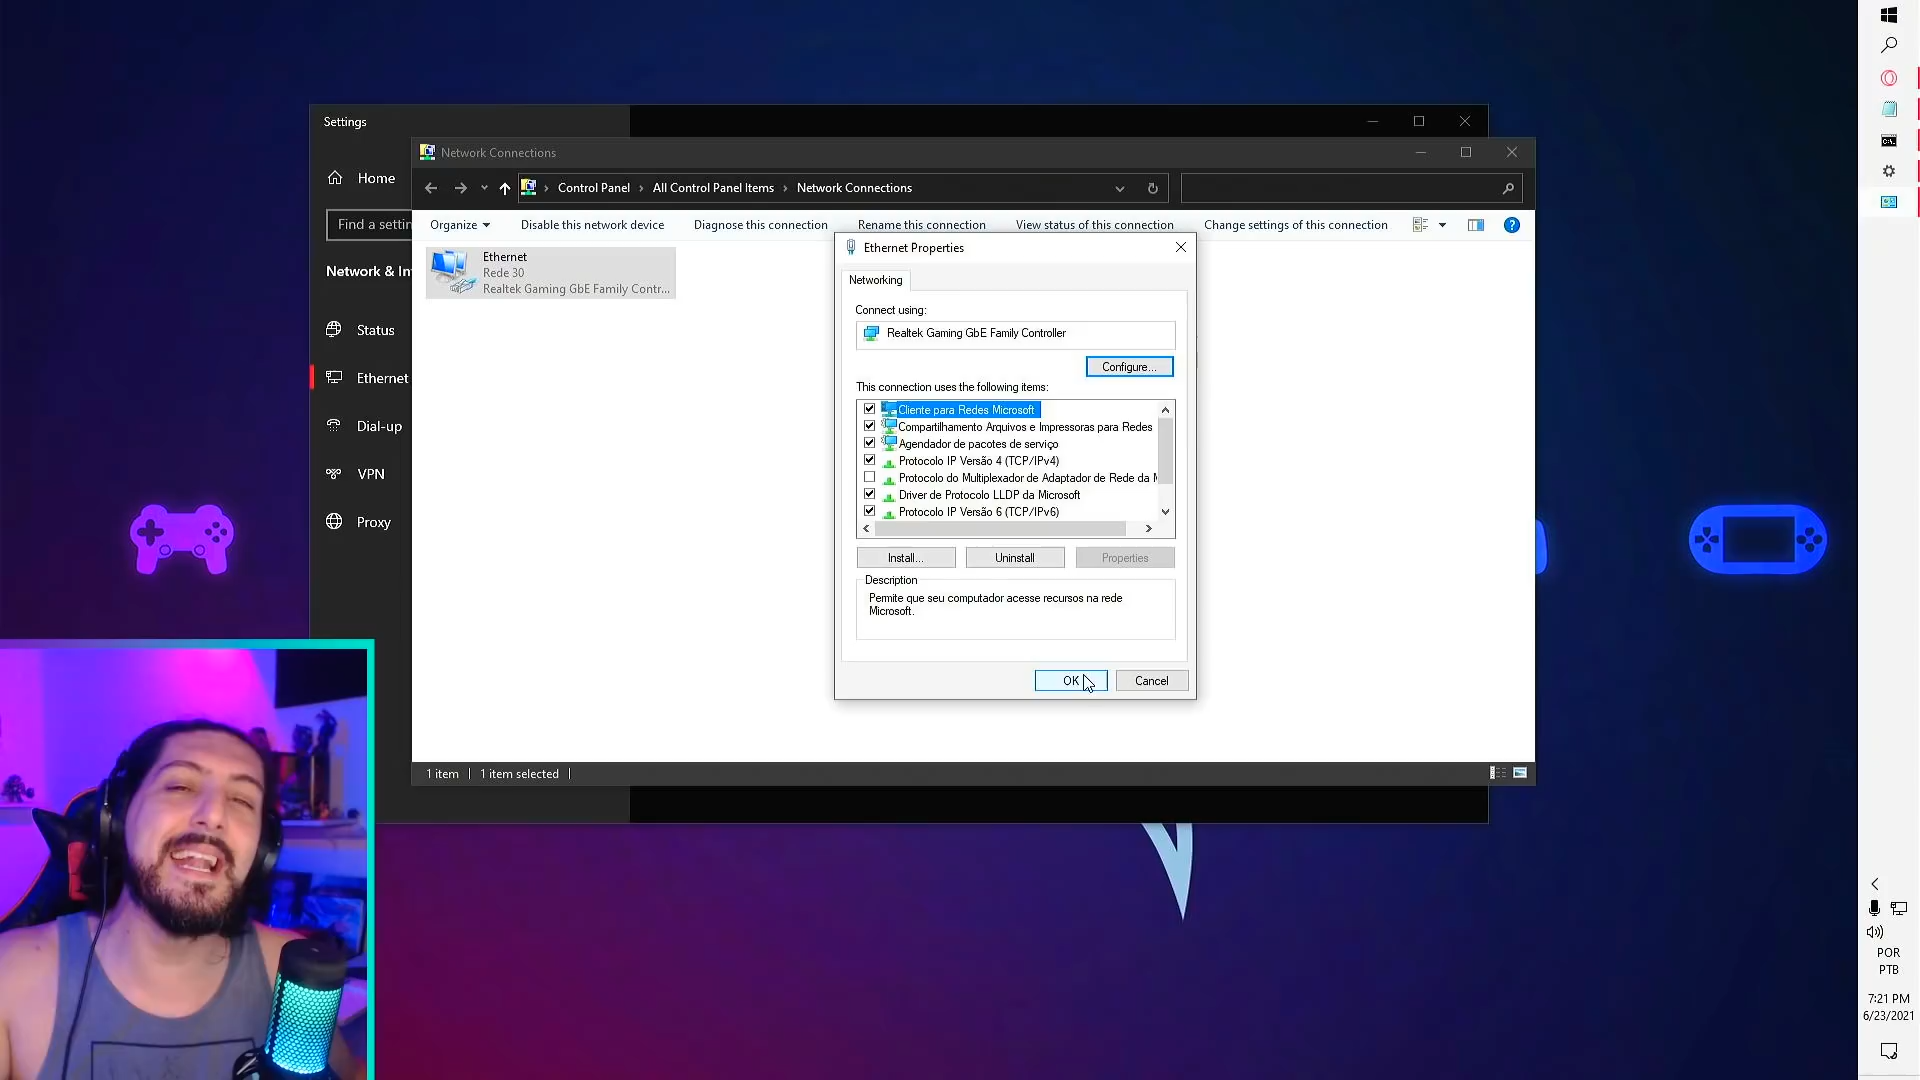 Settings
Network Connections
Home
Control Panel
All Control Panel Items
Network Connections
Find a settin
Organize
Disable this network device
Diagnose this connection
Rename this connection
View status of this connection
Change settings of this connection
Network & In
Ethernet
Rede 30
Realtek Gaming GbE Family Contr...
Status
Ethernet
Dial-up
VPN
Proxy
Ethernet Properties
Networking
Connect using:
Realtek Gaming GbE Family Controller
Configure...
This connection uses the following items:
Cliente para Redes Microsoft
Compartilhamento Arquivos e Impressoras para Redes
Agendador de pacotes de serviço
Protocolo IP Versão 4 (TCP/IPv4)
Protocolo do Multiplexador de Adaptador de Rede da M
Driver de Protocolo LLDP da Microsoft
Protocolo IP Versão 6 (TCP/IPv6)
Install...
Uninstall
Properties
Description
Permite que seu computador acesse recursos na rede
Microsoft.
OK
Cancel
1 item
1 item selected
POR
PTB
7:21 PM
6/23/2021